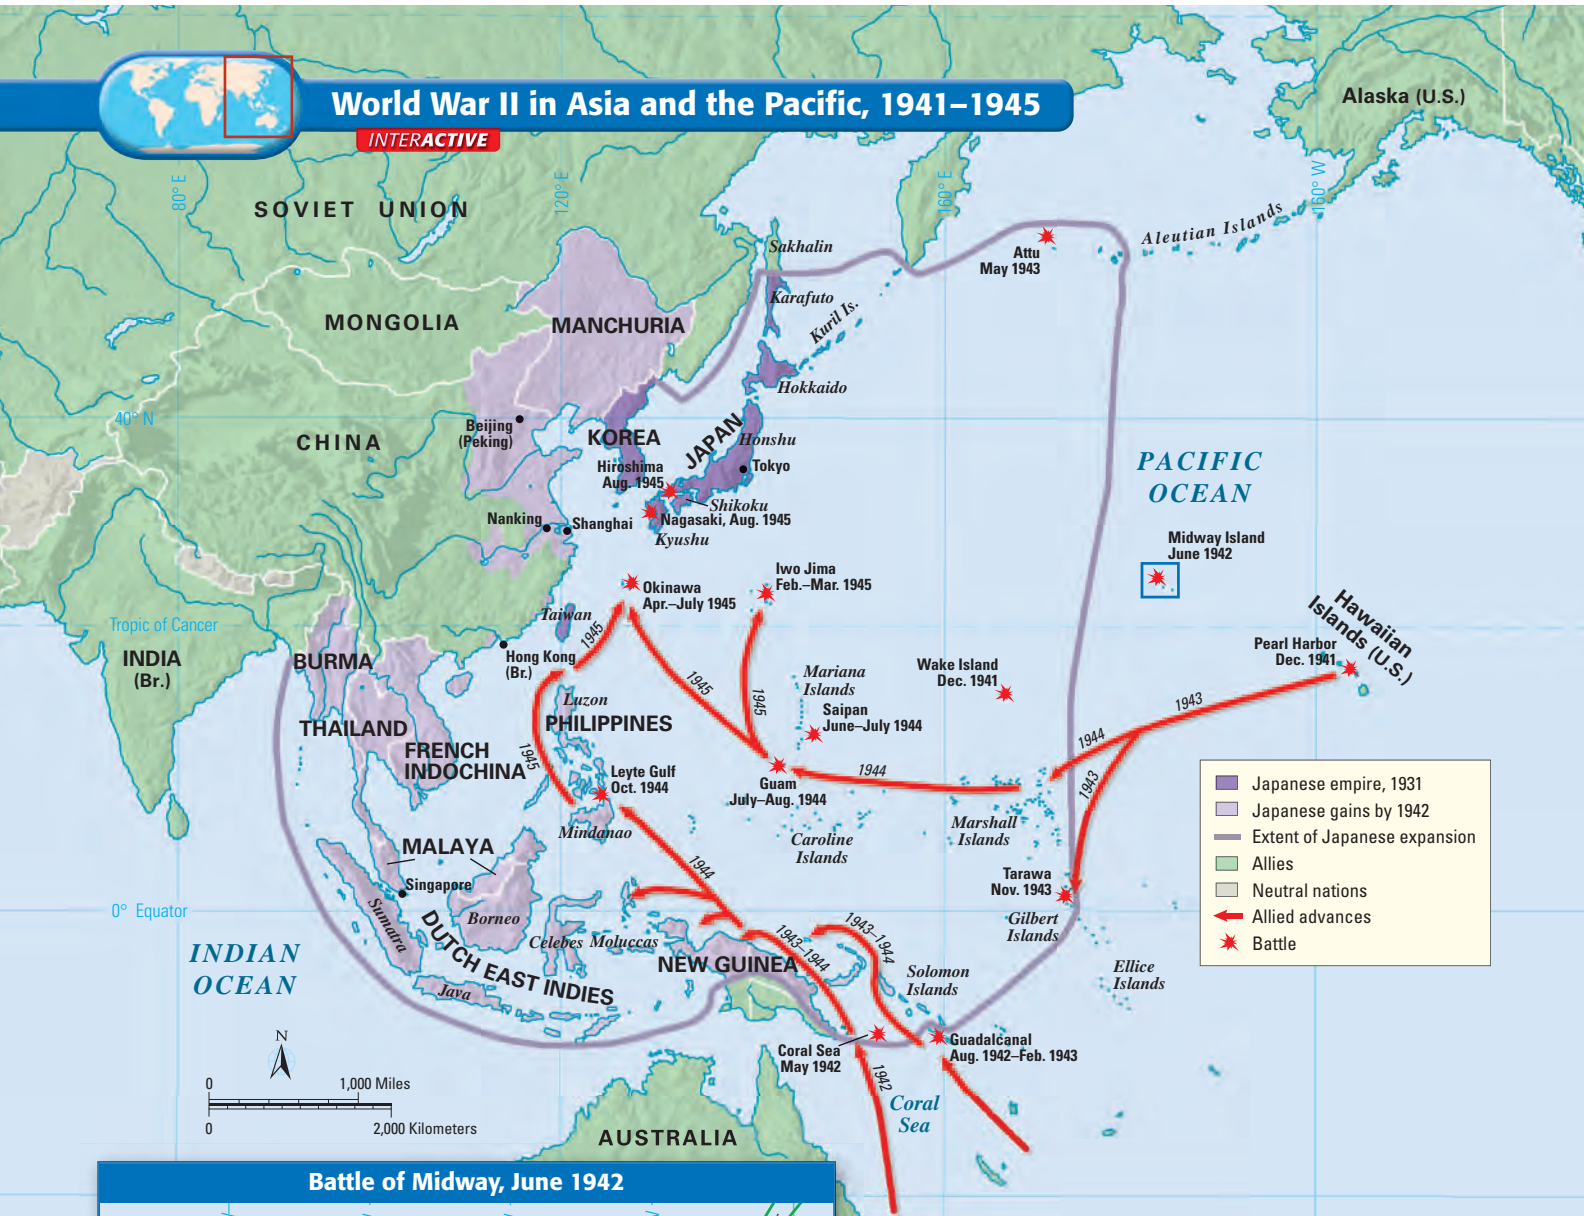 World War II in Asia and the Pacific, 1941–1945
INTERACTIVE
Alaska (U.S.)
80° E
120° E
160° E
160° W
SOVIET UNION
Sakhalin
Aleutian Islands
Attu
May 1943
Karafuto
Kuril Is.
MONGOLIA
MANCHURIA
Hokkaido
40° N
Beijing
(Peking)
CHINA
KOREA
JAPAN
Honshu
Tokyo
Hiroshima
Aug. 1945
Shikoku
Nagasaki, Aug. 1945
Kyushu
Nanking
Shanghai
PACIFIC
OCEAN
Midway Island
June 1942
Okinawa
Apr.–July 1945
Iwo Jima
Feb.–Mar. 1945
Taiwan
1945
Tropic of Cancer
Hawaiian
Islands (U.S.)
Pearl Harbor
Dec. 1941
INDIA
(Br.)
BURMA
Hong Kong
(Br.)
Wake Island
Dec. 1941
Mariana
Islands
Saipan
June–July 1944
1945
1945
1943
Luzon
PHILIPPINES
THAILAND
FRENCH
INDOCHINA
1945
1944
1943
Leyte Gulf
Oct. 1944
Guam
July–Aug. 1944
1944
Mindanao
Caroline
Islands
Marshall
Islands
MALAYA
1944
Singapore
Tarawa
Nov. 1943
0° Equator
Sumatra
Borneo
Celebes
Moluccas
Gilbert
Islands
1943–1944
1943–1944
INDIAN
OCEAN
DUTCH EAST INDIES
NEW GUINEA
Java
Solomon
Islands
Ellice
Islands
Coral Sea
May 1942
Guadalcanal
Aug. 1942–Feb. 1943
1942
Coral
Sea
AUSTRALIA
N
0 1,000 Miles
0 2,000 Kilometers
Japanese empire, 1931
Japanese gains by 1942
Extent of Japanese expansion
Allies
Neutral nations
Allied advances
Battle
Battle of Midway, June 1942